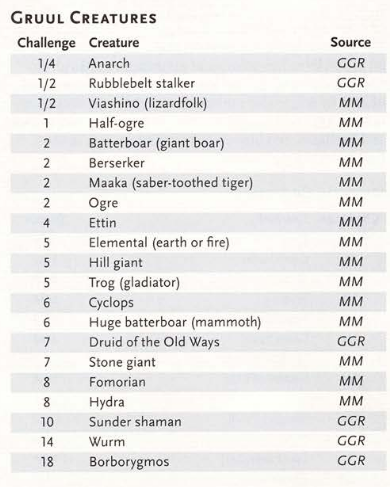 Gruul Creatures
Challenge Creature Source
1/4 Anarch GGR
1/2 Rubblebelt stalker GGR
1/2 Viashino (lizardfolk) MM
1 Half-ogre MM
2 Batterboar (giant boar) MM
2 Berserker MM
2 Maaka (saber-toothed tiger) MM
2 Ogre MM
4 Ettin MM
5 Elemental (earth or fire) MM
5 Hill giant MM
5 Trog (gladiator) MM
6 Cyclops MM
6 Huge batterboar (mammoth) MM
7 Druid of the Old Ways GGR
7 Stone giant MM
8 Fomorian MM
8 Hydra MM
10 Sunder shaman GGR
14 Wurm GGR
18 Borborygmos GGR